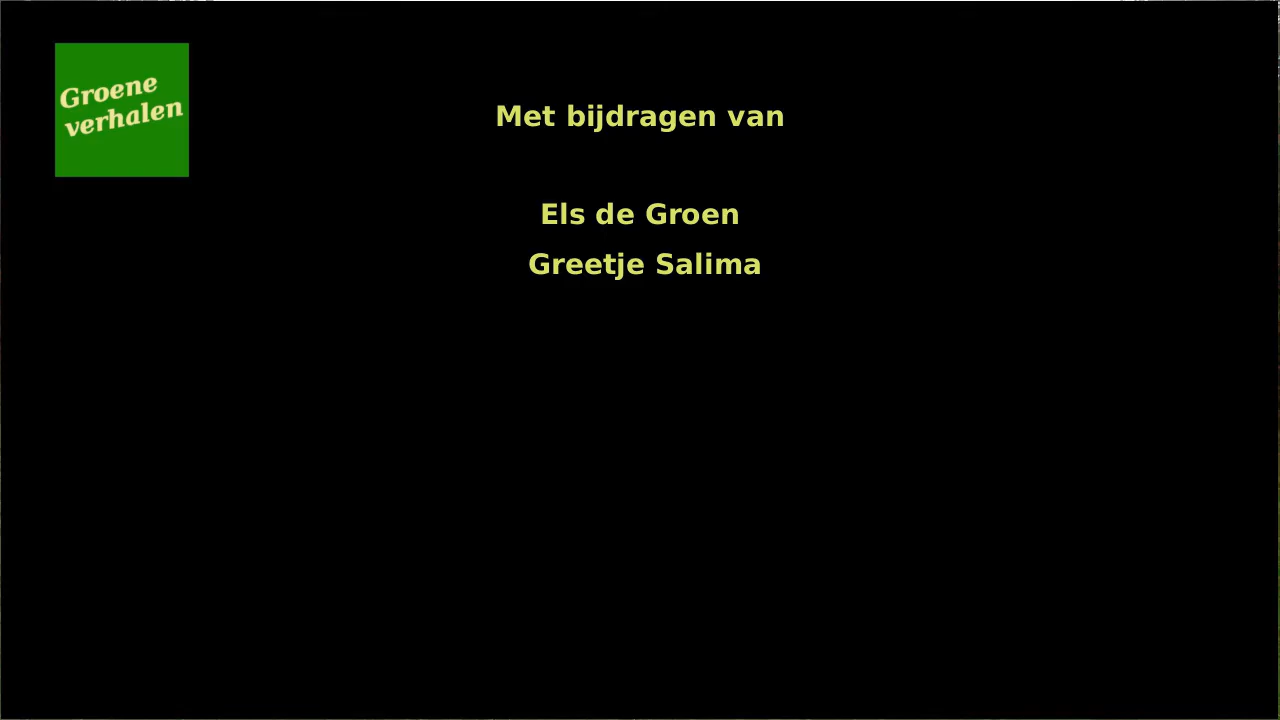 Groene
verhalen
Met bijdragen van
Els de Groen
Greetje Salima